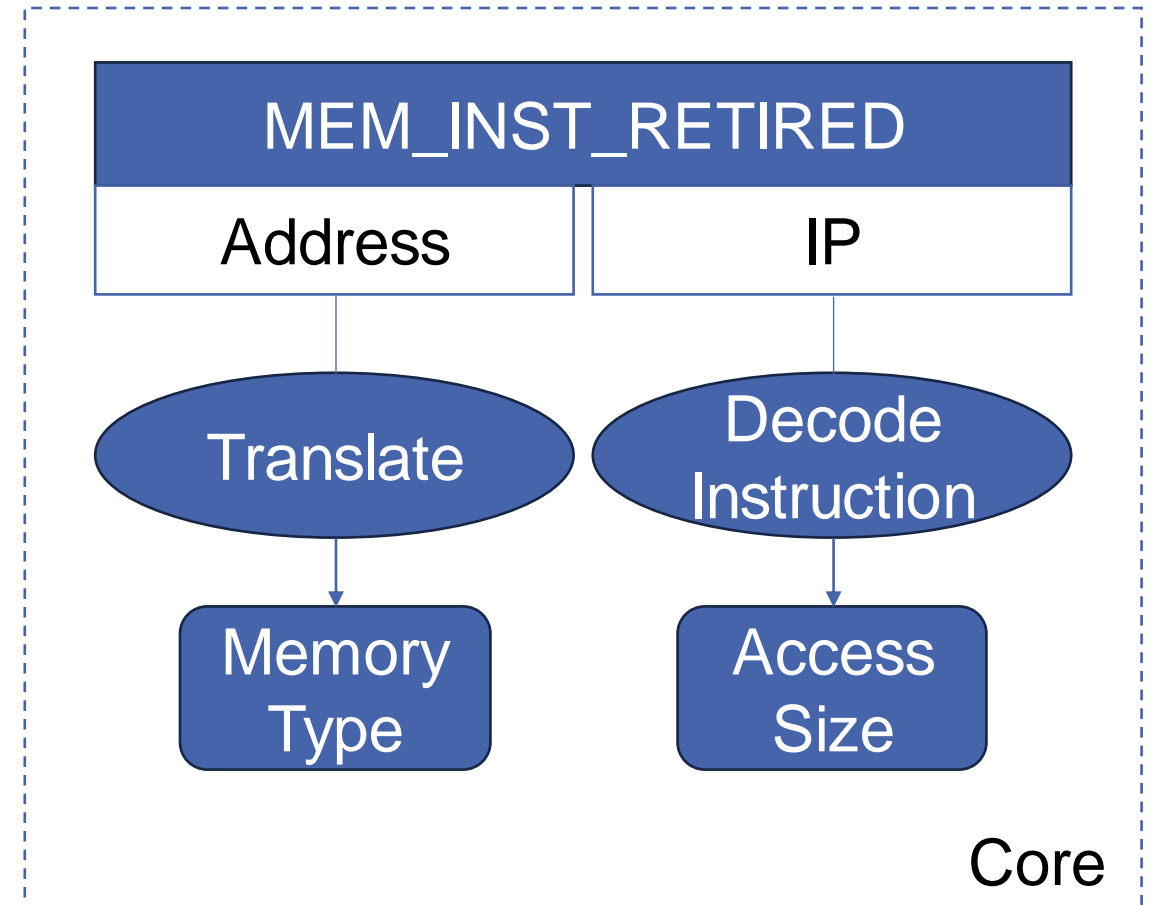 MEM_INST_RETIRED
Address
IP
Translate
Decode
Instruction
Memory
Type
Access
Size
Core